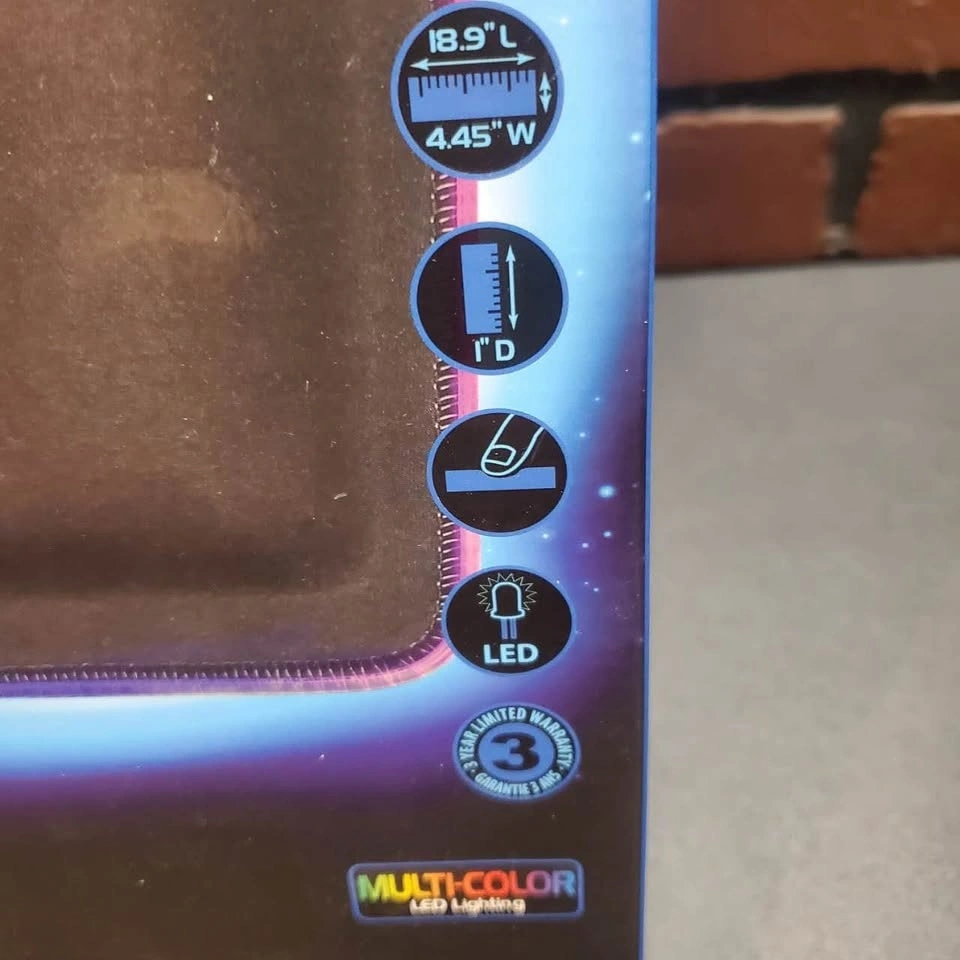 18.9" L
4.45" W
1" D
LED
3-YEAR LIMITED WARRANTY
3
GARANTIE 3 ANS
MULTI-COLOR
LED Lighting